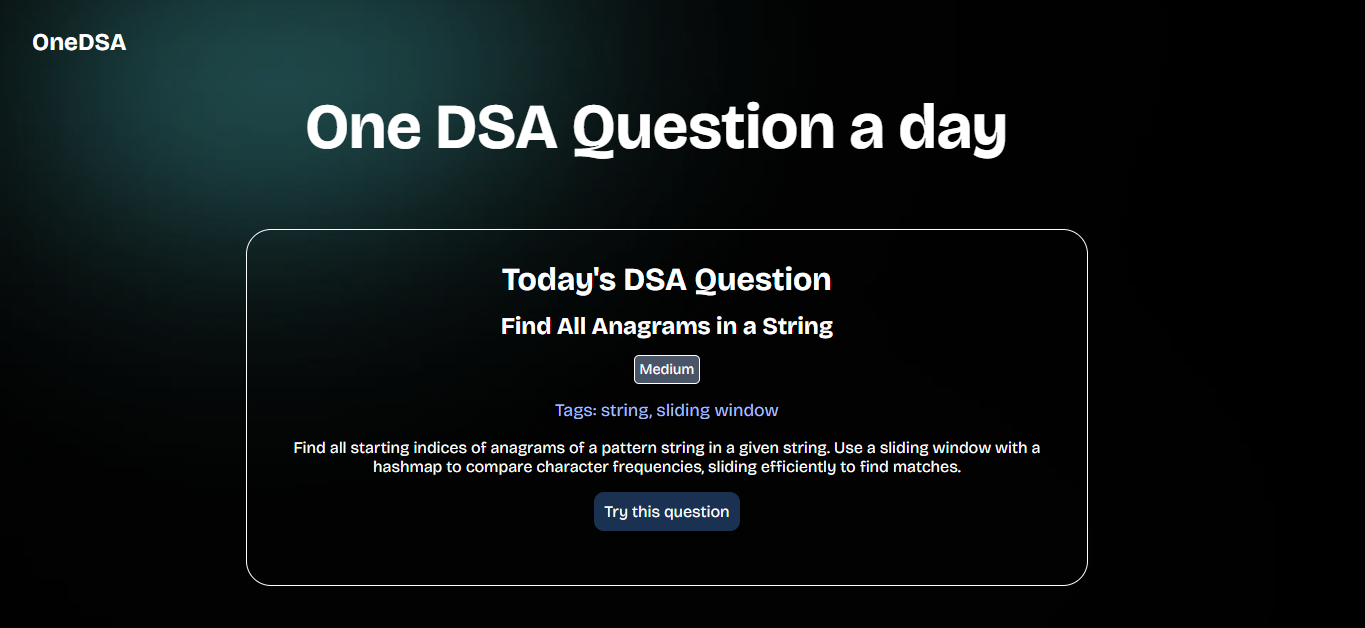 OneDSA
One DSA Question a day
Today's DSA Question
Find All Anagrams in a String
Medium
Tags: string, sliding window
Find all starting indices of anagrams of a pattern string in a given string. Use a sliding window with a
hashmap to compare character frequencies, sliding efficiently to find matches.
Try this question